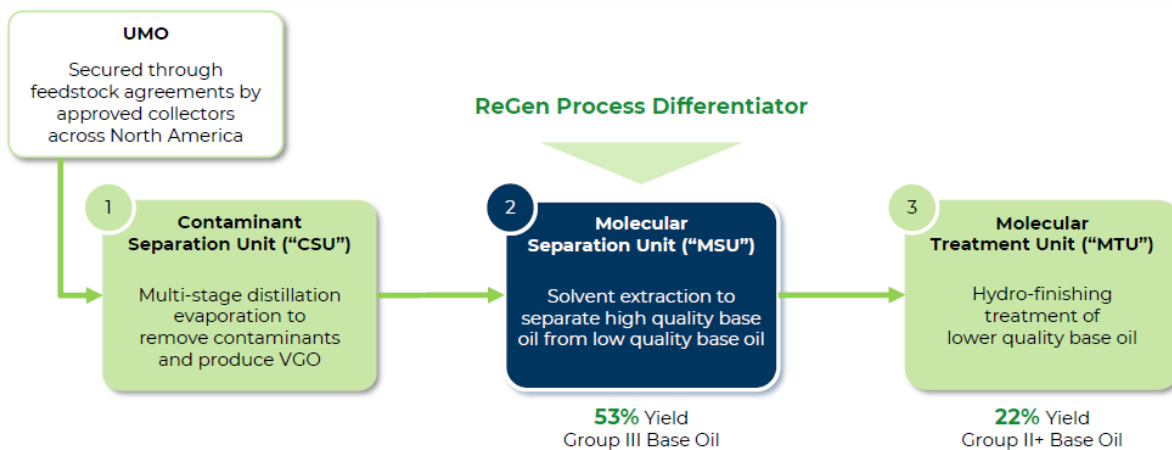 UMO
Secured through
feedstock agreements by
approved collectors
across North America
ReGen Process Differentiator
1
Contaminant
Separation Unit (“CSU”)
Multi-stage distillation
evaporation to
remove contaminants
and produce VGO
2
Molecular
Separation Unit (“MSU”)
Solvent extraction to
separate high quality base
oil from low quality base oil
53% Yield
Group III Base Oil
3
Molecular
Treatment Unit (“MTU”)
Hydro-finishing
treatment of
lower quality base oil
22% Yield
Group II+ Base Oil